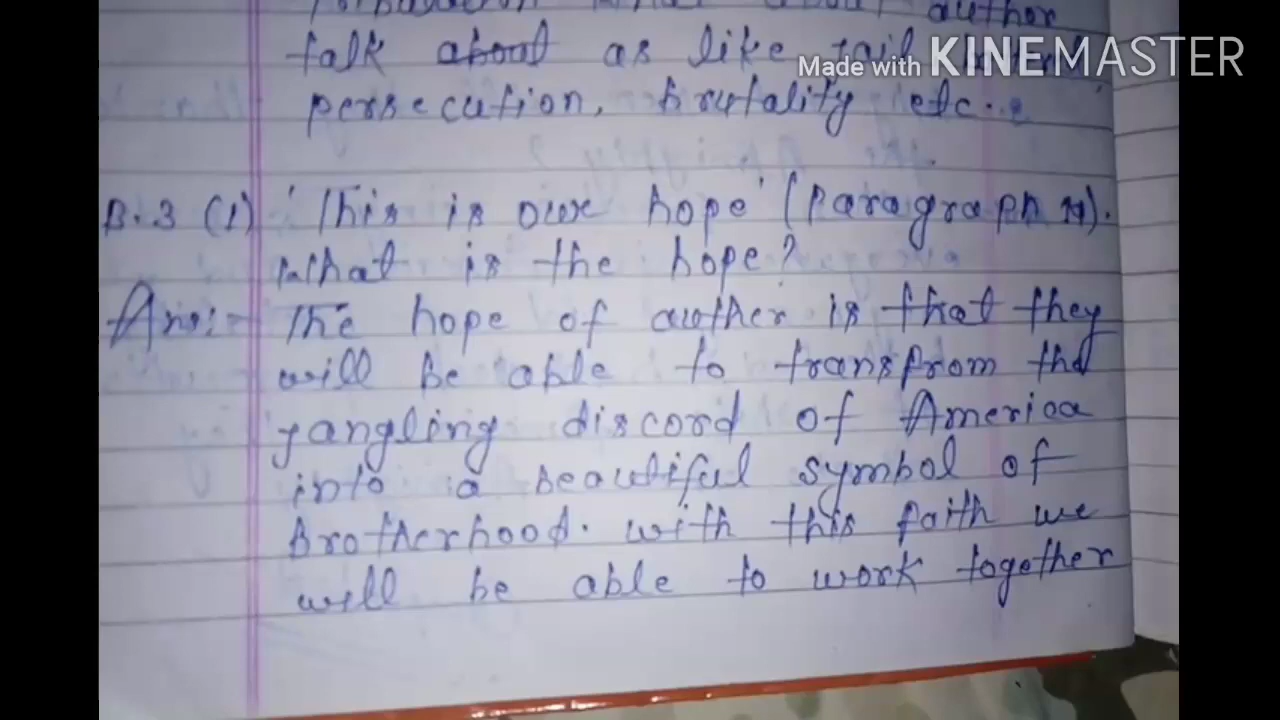 author
talk about as like jail
Made with KINEMASTER
persecution, brutality etc.
B.3 (1) 'This is our hope' (Paragraph 19).
What is the hope?
Ans:- The hope of author is that they
will be able to transfrom the
jangling discord of America
into a beautiful symbol of
Brotherhood. with this faith we
will be able to work together